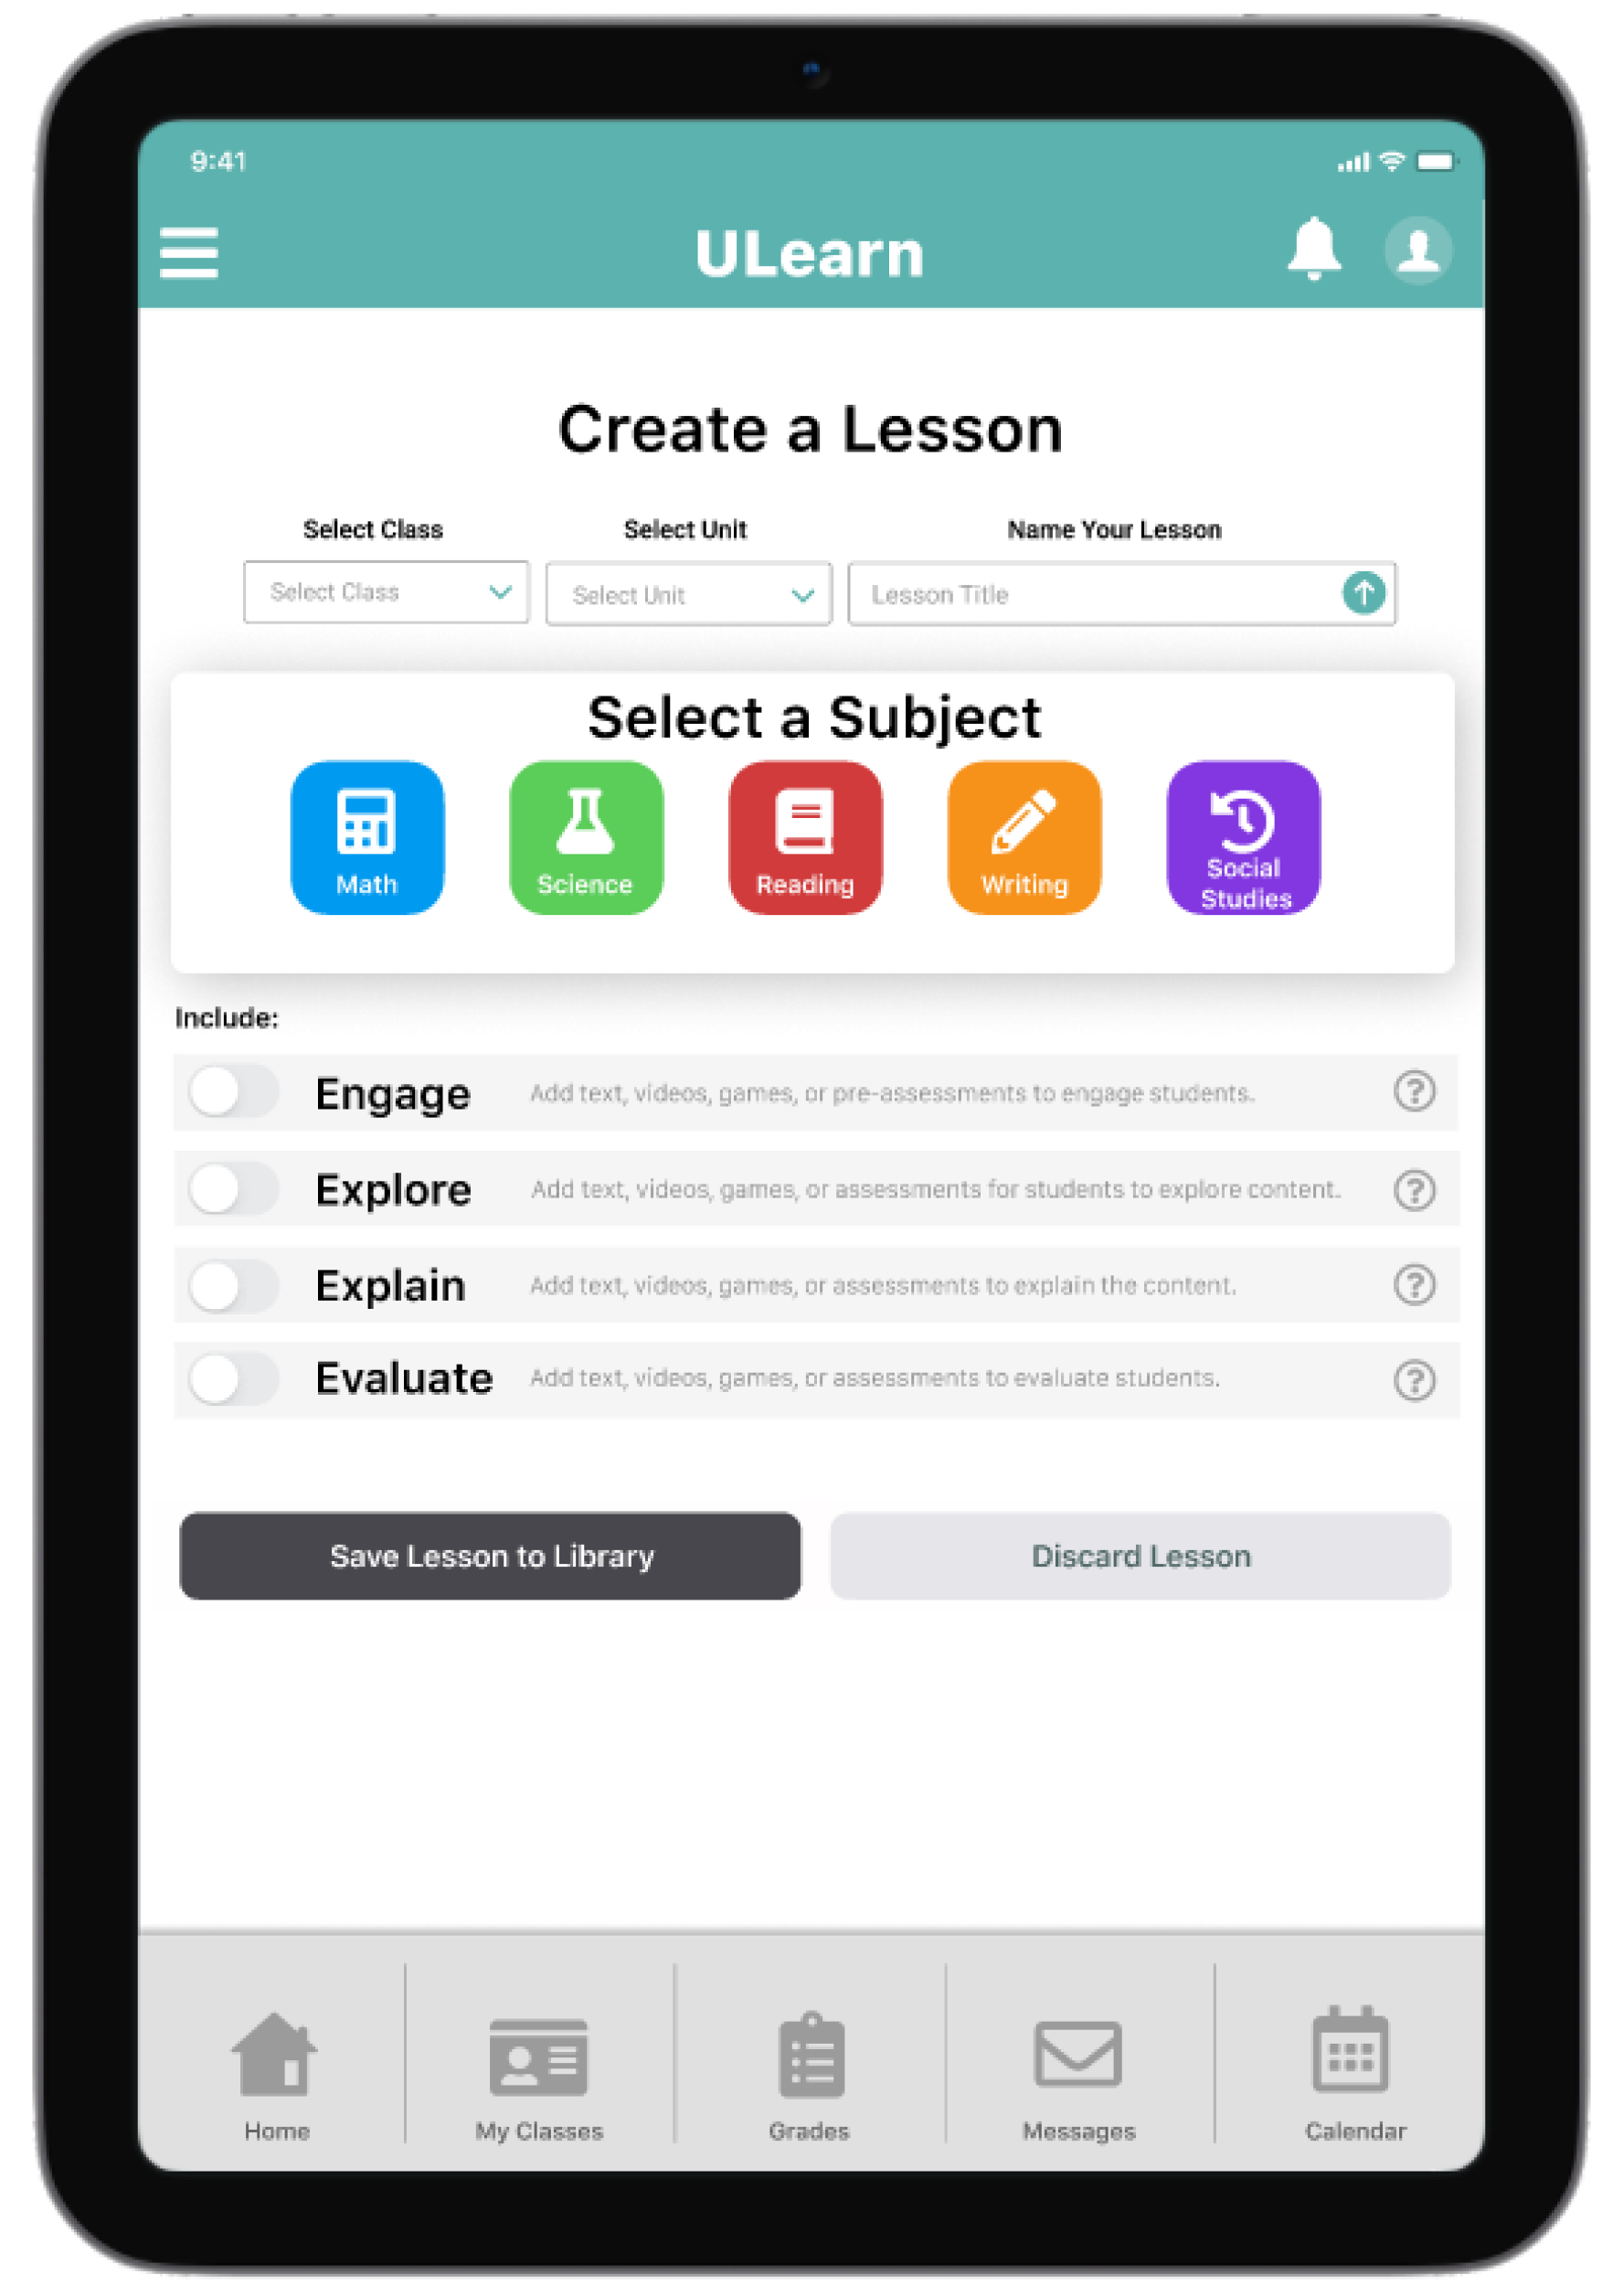 9:41
ULearn
Create a Lesson
Select Class Select Unit Name Your Lesson
Select Class Select Unit Lesson Title
Select a Subject
Math Science Reading Writing Social
Studies
Include:
Engage Add text, videos, games, or pre-assessments to engage students.
Explore Add text, videos, games, or assessments for students to explore content.
Explain Add text, videos, games, or assessments to explain the content.
Evaluate Add text, videos, games, or assessments to evaluate students.
Save Lesson to Library Discard Lesson
Home My Classes Grades Messages Calendar